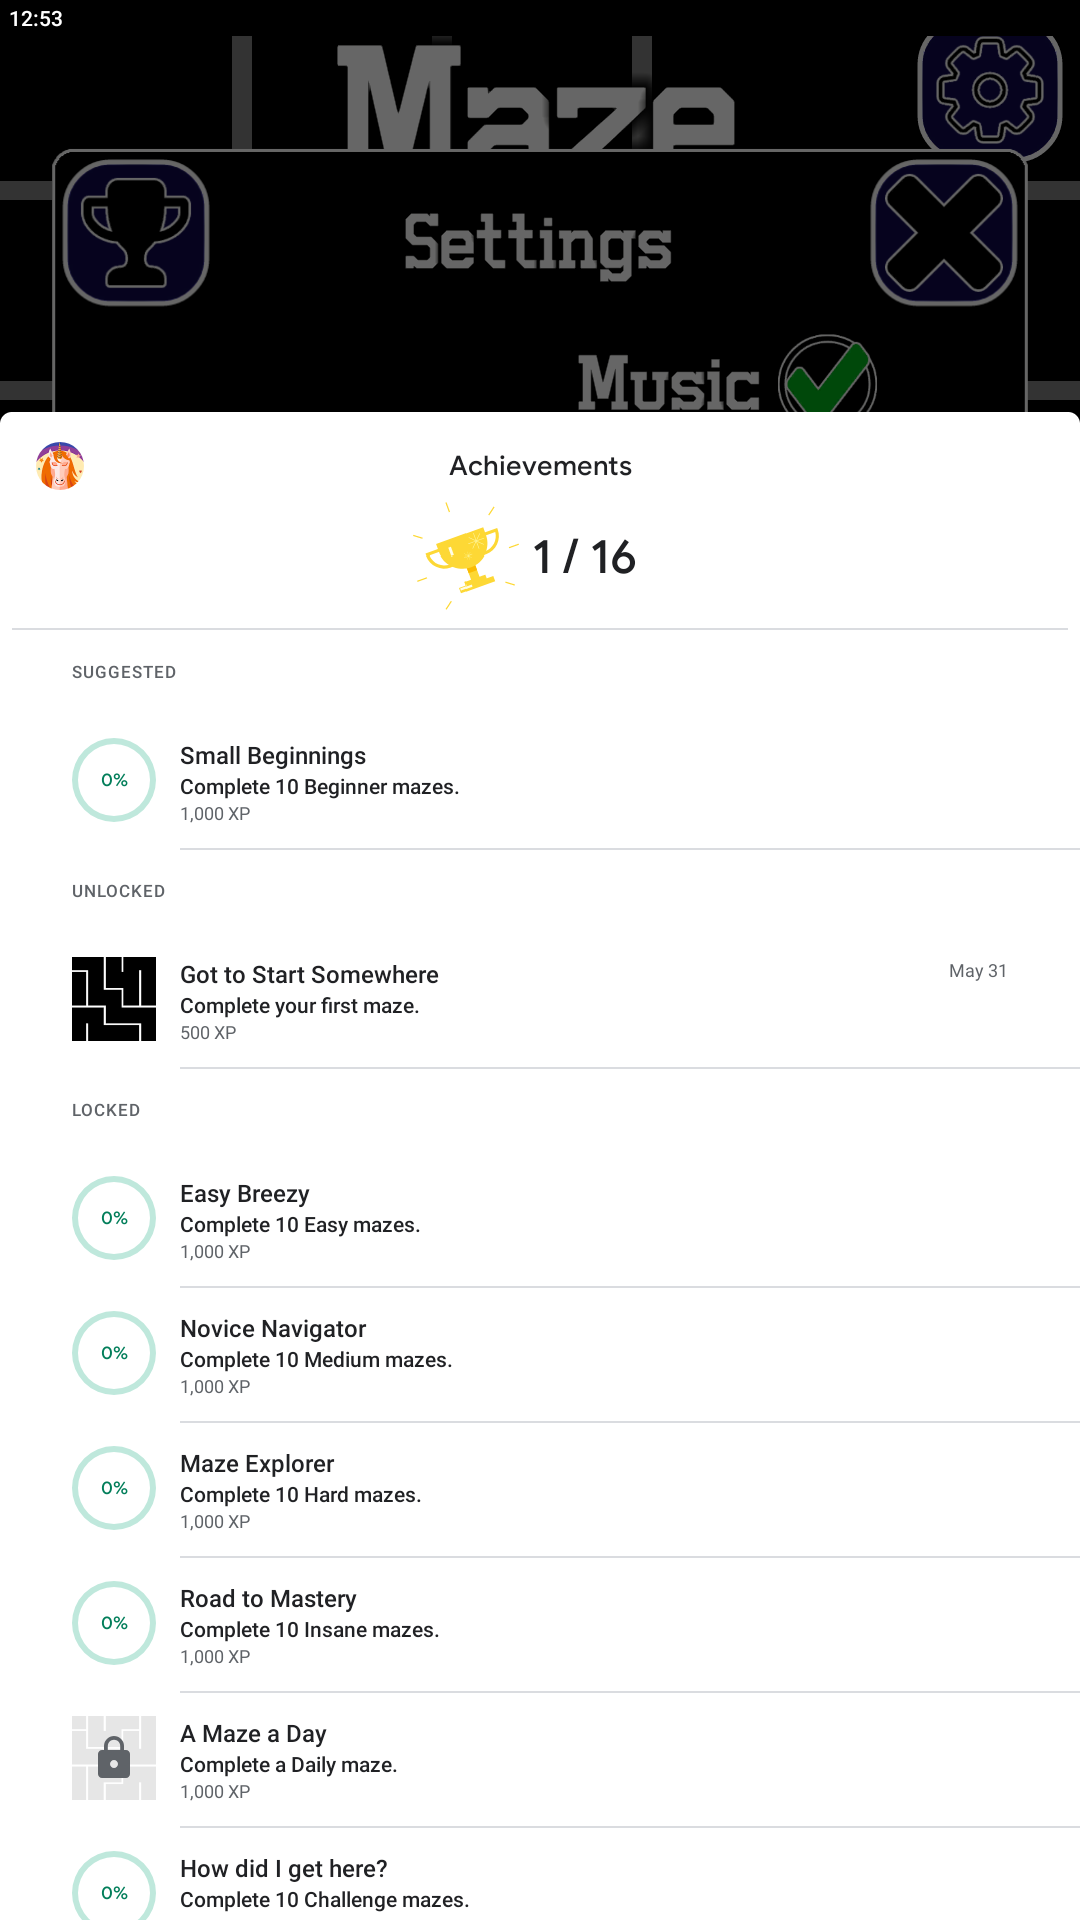 12:53
Maze
Settings
Music
Achievements
1 / 16
SUGGESTED
0%
Small Beginnings
Complete 10 Beginner mazes.
1,000 XP
UNLOCKED
Got to Start Somewhere
May 31
Complete your first maze.
500 XP
LOCKED
0%
Easy Breezy
Complete 10 Easy mazes.
1,000 XP
0%
Novice Navigator
Complete 10 Medium mazes.
1,000 XP
0%
Maze Explorer
Complete 10 Hard mazes.
1,000 XP
0%
Road to Mastery
Complete 10 Insane mazes.
1,000 XP
A Maze a Day
Complete a Daily maze.
1,000 XP
0%
How did I get here?
Complete 10 Challenge mazes.